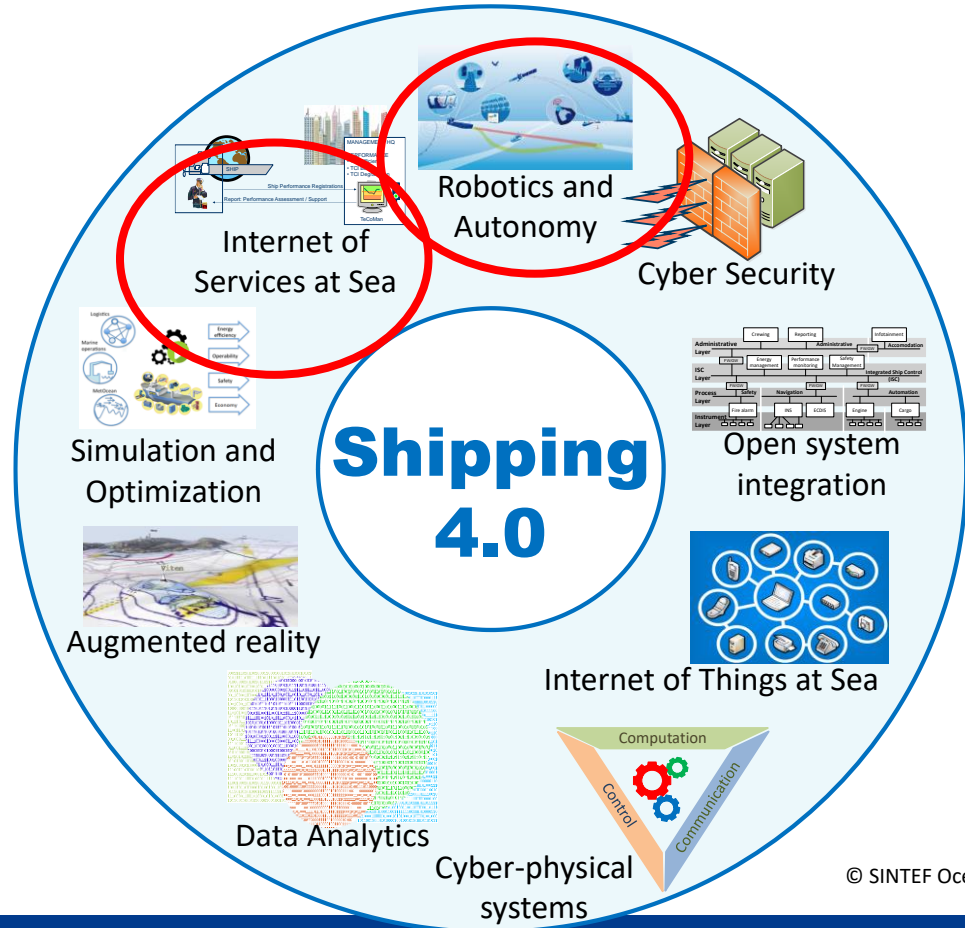 Robotics and
Autonomy
Cyber Security
MANAGEMENT HQ
SHIP
Ship Performance Registrations
Report: Performance Assessment / Support
TeCoMan
Internet of
Services at Sea
Logistics
Marine
operations
MetOcean
Energy
efficiency
Operability
Safety
Economy
Simulation and
Optimization
Shipping
4.0
Crewing
Reporting
Infotainment
Administrative
Layer
Administrative
Accomodation
Energy
management
Performance
monitoring
Safety
Management
ISC
Layer
Integrated Ship Control
(ISC)
Process
Layer
Safety
Navigation
Automation
Instrument
Layer
Fire alarm
INS
ECDIS
Engine
Cargo
Open system
integration
Augmented reality
Internet of Things at Sea
Data Analytics
Computation
Control
Communication
Cyber-physical
systems
© SINTEF